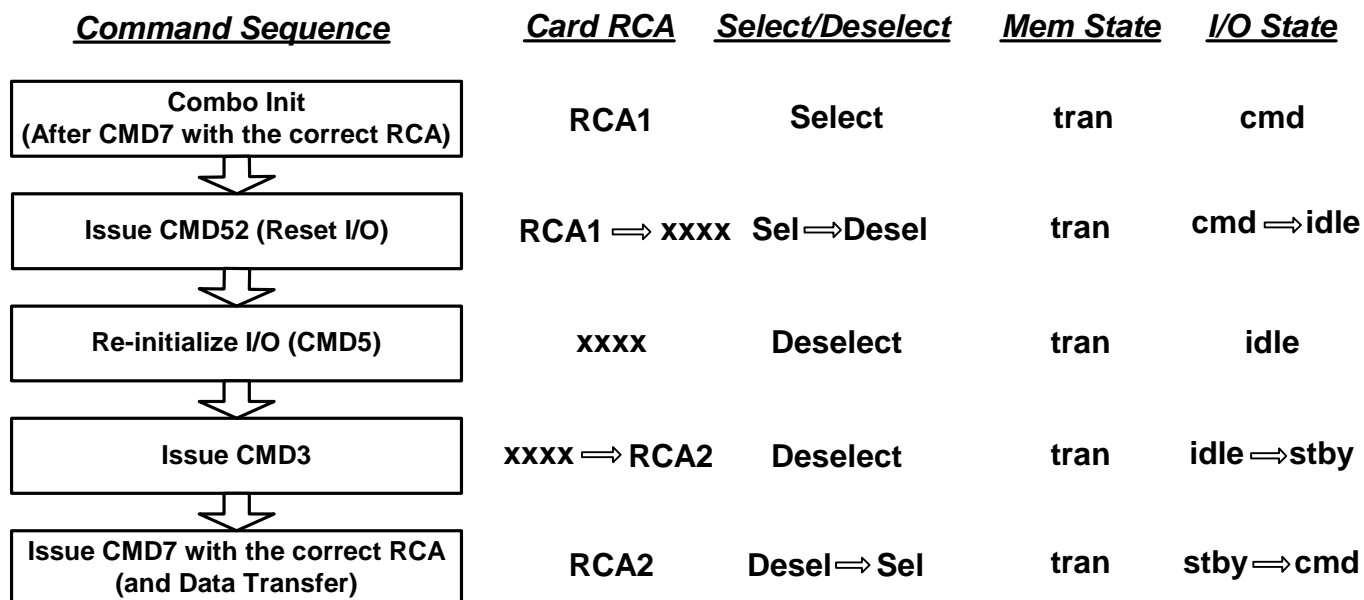 Command Sequence Card RCA Select/Deselect Mem State I/O State
Combo Init
(After CMD7 with the correct RCA) RCA1 Select tran cmd
Issue CMD52 (Reset I/O) RCA1 ⇒ xxxx Sel⇒Desel tran cmd ⇒idle
Re-initialize I/O (CMD5) xxxx Deselect tran idle
Issue CMD3 xxxx ⇒ RCA2 Deselect tran idle ⇒stby
Issue CMD7 with the correct RCA
(and Data Transfer) RCA2 Desel⇒ Sel tran stby⇒cmd